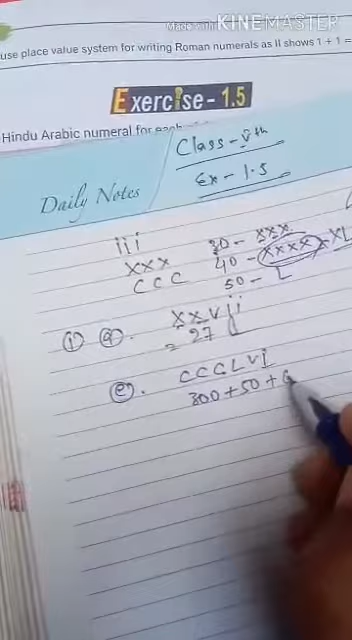 Made with KINEMASTER
use place value system for writing Roman numerals as II shows 1 + 1 =
Exercise - 1.5
Hindu Arabic numeral for each
Class - Vth
Ex - 1.5
Daily Notes
iii
XXX
CCC
30 - XXX
40 - XXXX - XL
50 - L
(1) (a). XXVII
= 27
(e). CCCLVI
300 + 50 + 6